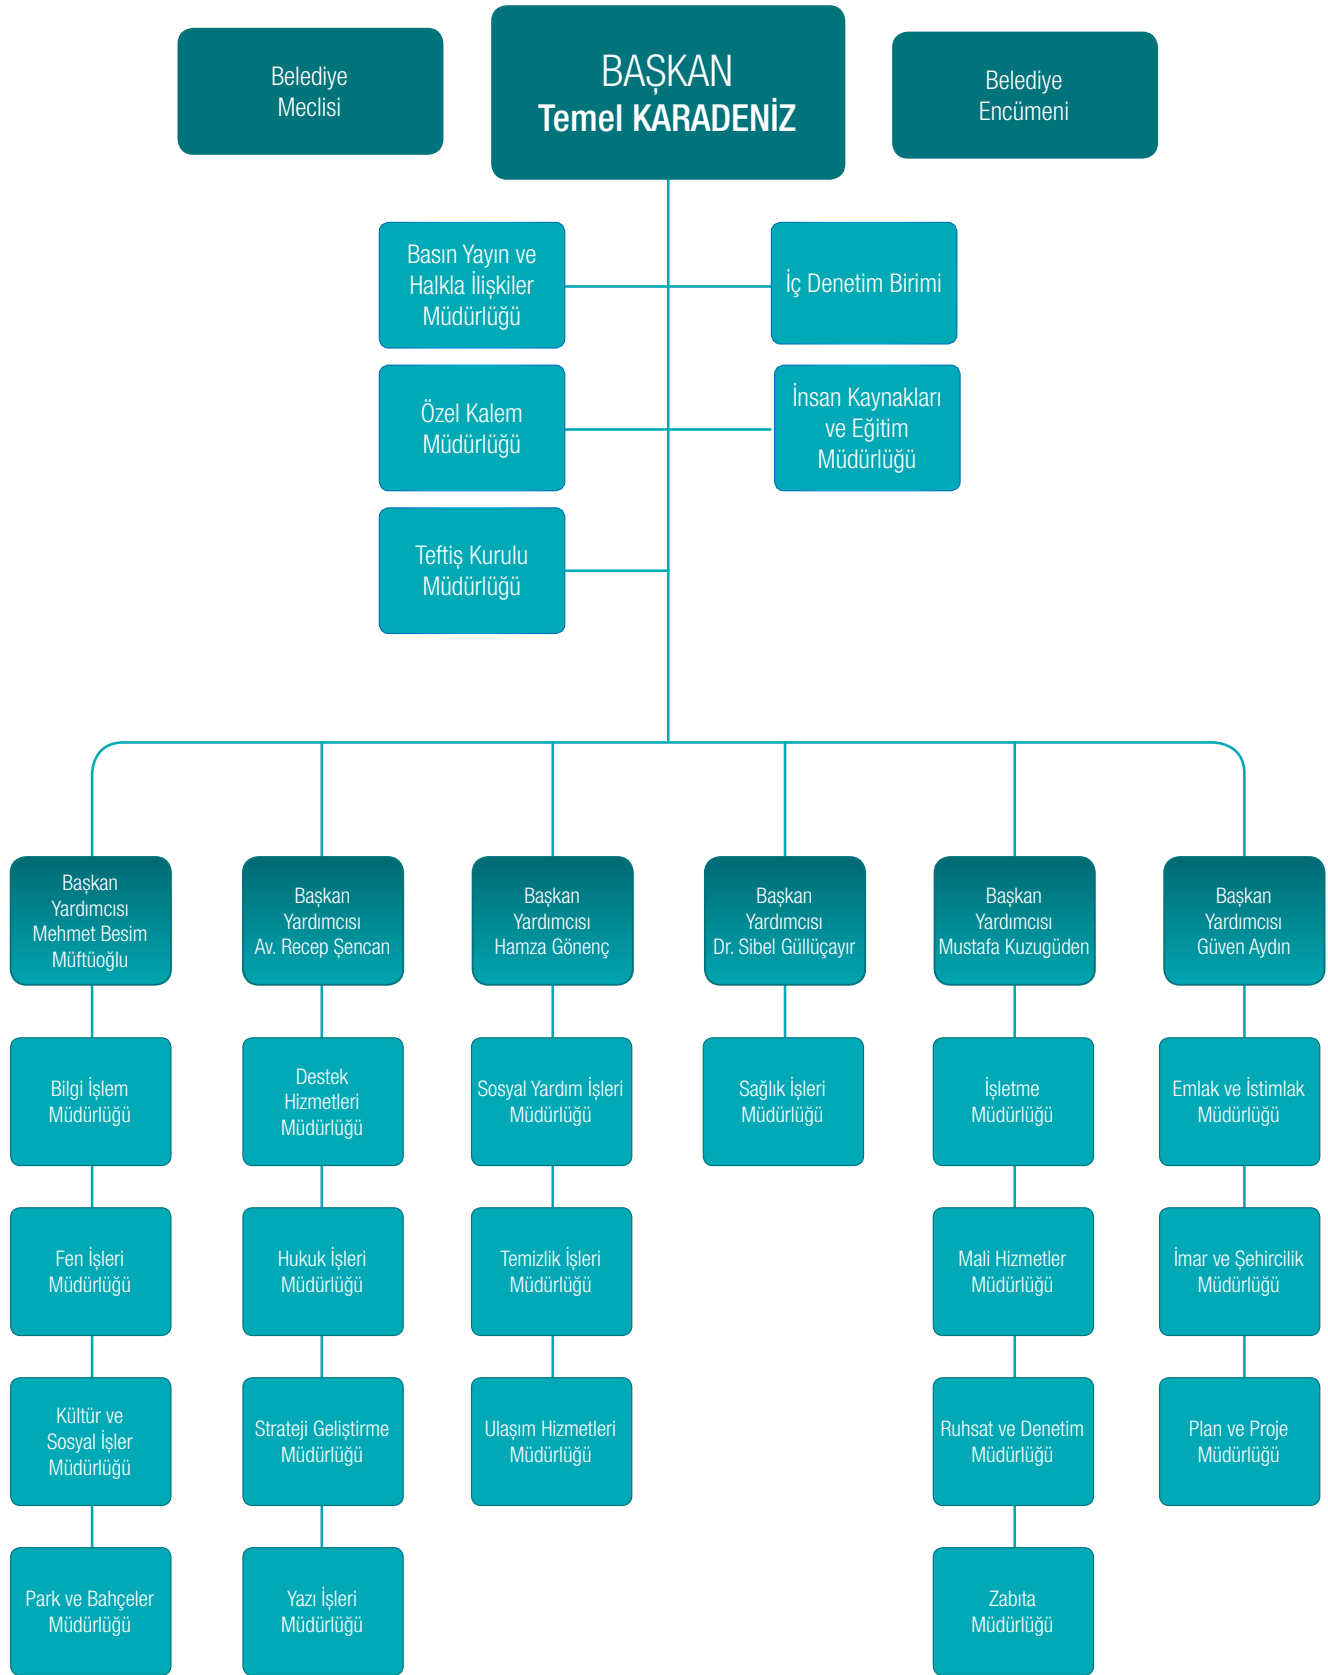 Belediye
Meclisi
BAŞKAN
Temel KARADENİZ
Belediye
Encümeni
Basın Yayın ve
Halkla İlişkiler
Müdürlüğü
İç Denetim Birimi
Özel Kalem
Müdürlüğü
İnsan Kaynakları
ve Eğitim
Müdürlüğü
Teftiş Kurulu
Müdürlüğü
Başkan
Yardımcısı
Mehmet Besim
Müftüoğlu
Başkan
Yardımcısı
Av. Recep Şencan
Başkan
Yardımcısı
Hamza Gönenç
Başkan
Yardımcısı
Dr. Sibel Güllüçayır
Başkan
Yardımcısı
Mustafa Kuzugüden
Başkan
Yardımcısı
Güven Aydın
Bilgi İşlem
Müdürlüğü
Destek
Hizmetleri
Müdürlüğü
Sosyal Yardım İşleri
Müdürlüğü
Sağlık İşleri
Müdürlüğü
İşletme
Müdürlüğü
Emlak ve İstimlak
Müdürlüğü
Fen İşleri
Müdürlüğü
Hukuk İşleri
Müdürlüğü
Temizlik İşleri
Müdürlüğü
Mali Hizmetler
Müdürlüğü
İmar ve Şehircilik
Müdürlüğü
Kültür ve
Sosyal İşler
Müdürlüğü
Strateji Geliştirme
Müdürlüğü
Ulaşım Hizmetleri
Müdürlüğü
Ruhsat ve Denetim
Müdürlüğü
Plan ve Proje
Müdürlüğü
Park ve Bahçeler
Müdürlüğü
Yazı İşleri
Müdürlüğü
Zabıta
Müdürlüğü